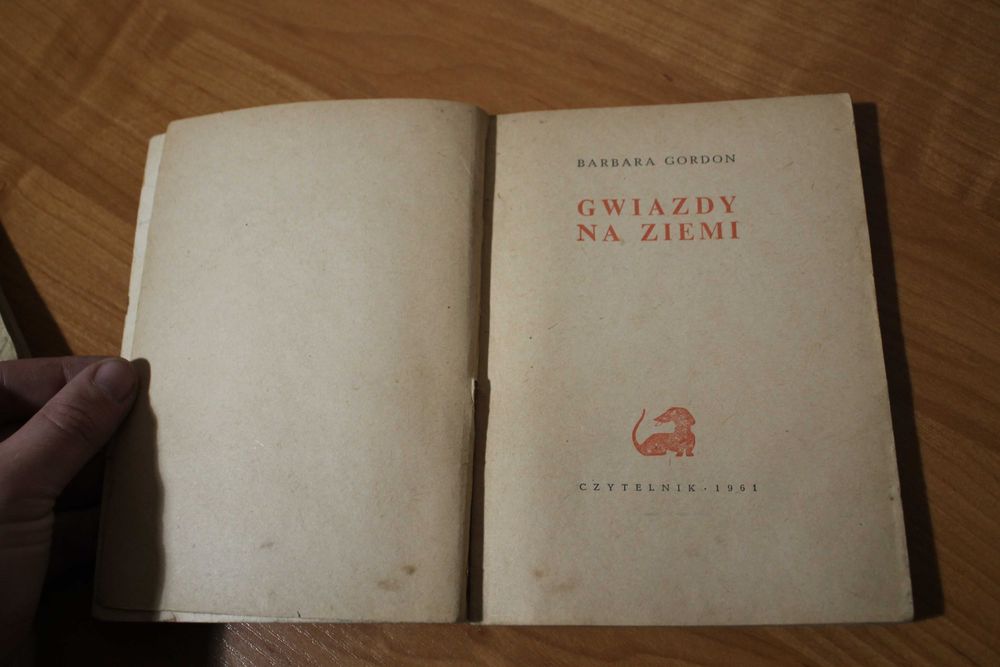 BARBARA GORDON
GWIAZDY
NA ZIEMI
CZYTELNIK · 1961